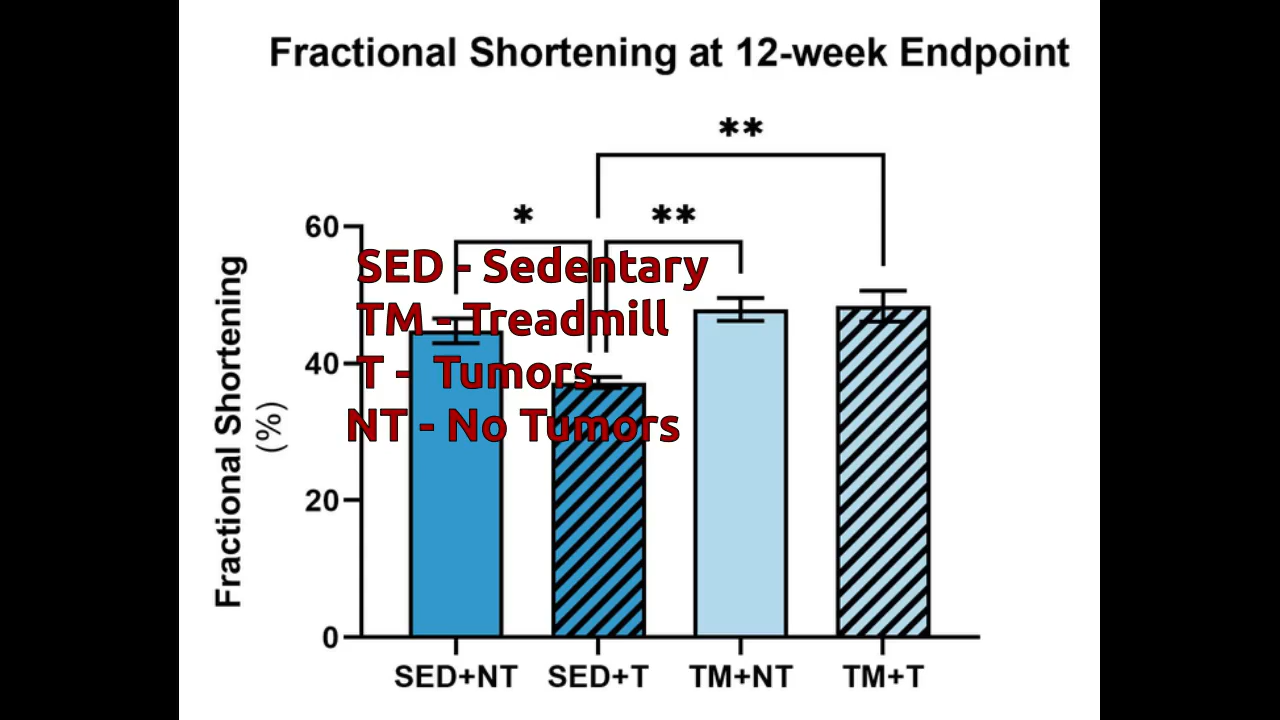 Fractional Shortening at 12-week Endpoint
**
* **
60
SED - Sedentary
TM - Treadmill
40
T - Tumors
NT - No Tumors
Fractional Shortening
(%)
20
0
SED+NT SED+T TM+NT TM+T